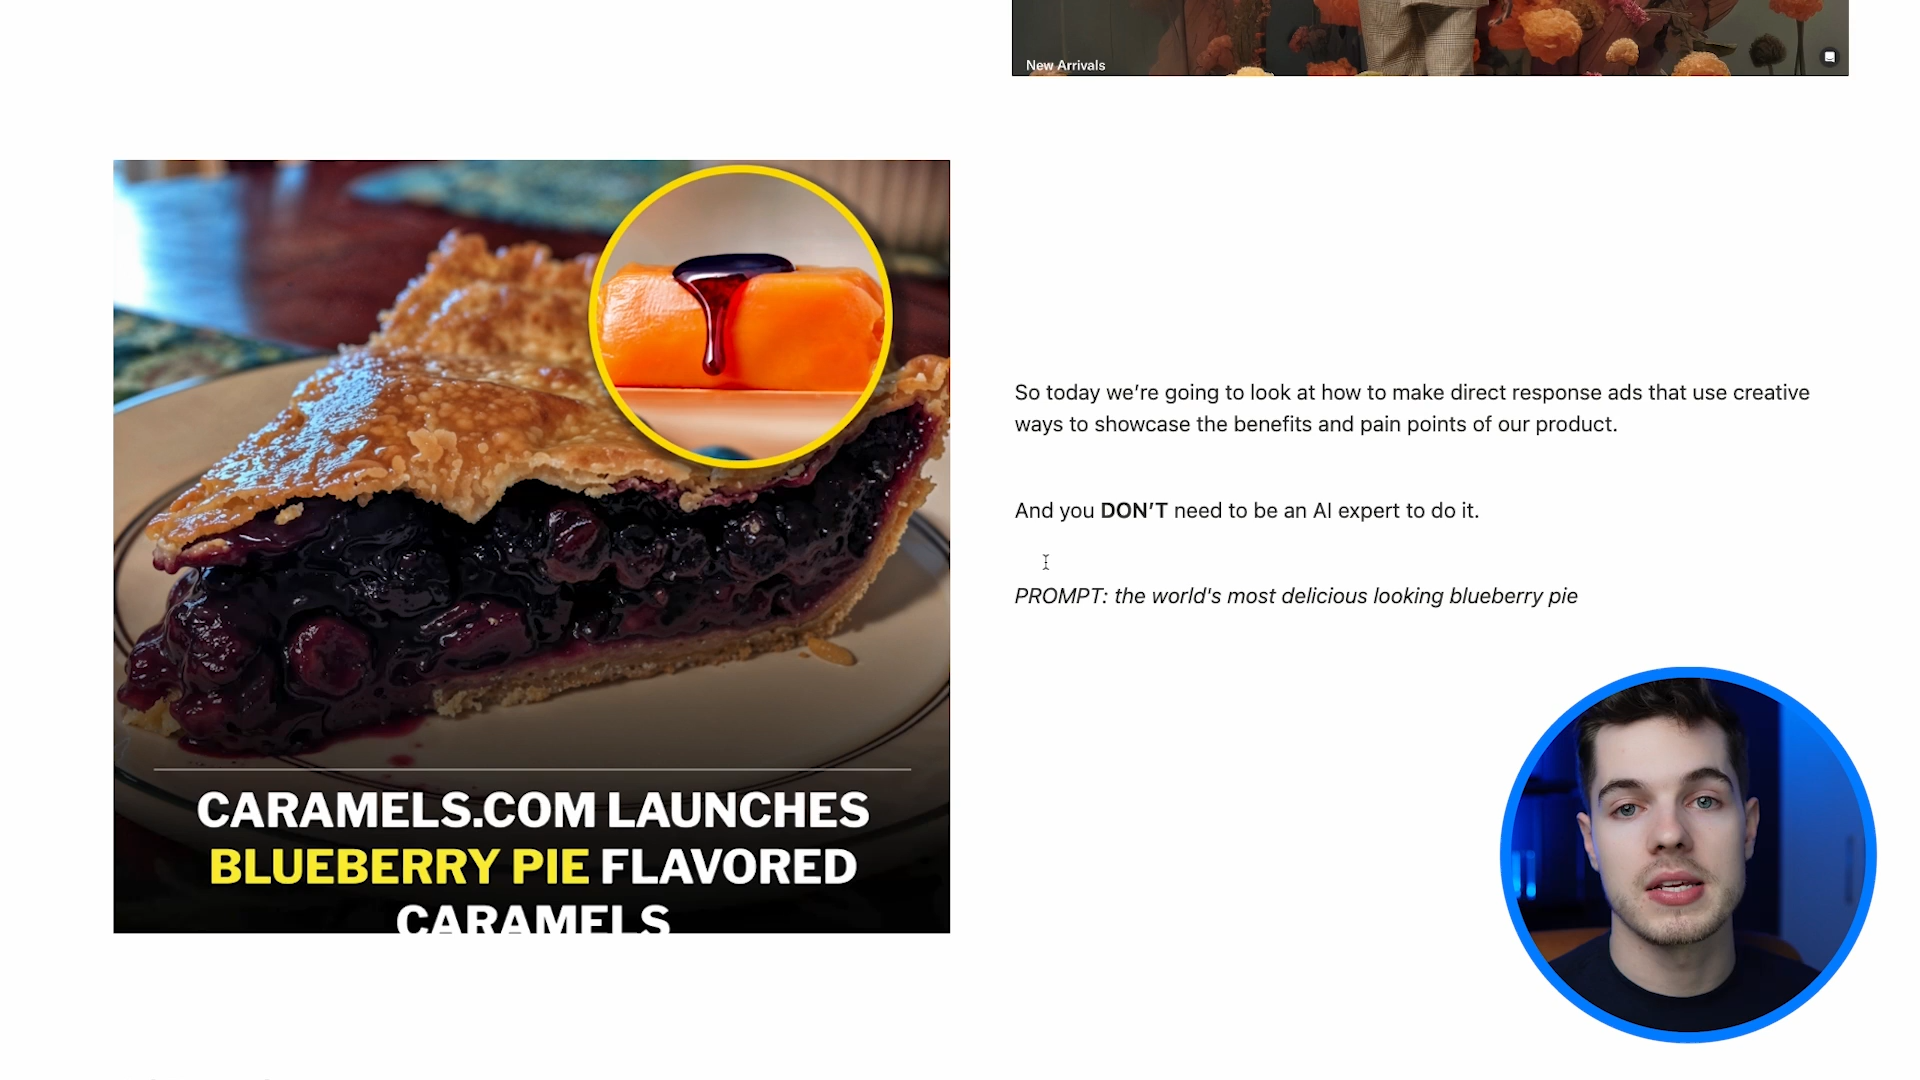 New Arrivals
CARAMELS.COM LAUNCHES
BLUEBERRY PIE FLAVORED
CARAMELS
So today we're going to look at how to make direct response ads that use creative
ways to showcase the benefits and pain points of our product.
And you DON'T need to be an AI expert to do it.
PROMPT: the world's most delicious looking blueberry pie